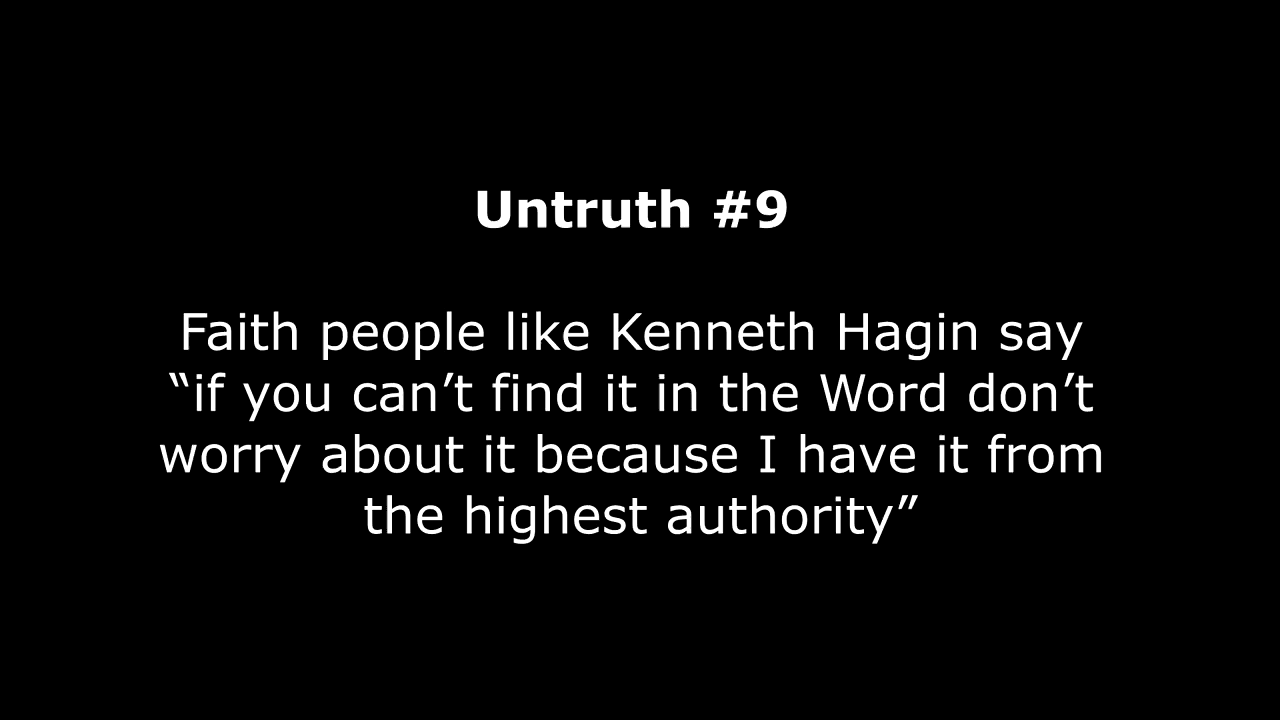 Untruth #9
Faith people like Kenneth Hagin say
“if you can’t find it in the Word don’t
worry about it because I have it from
the highest authority”